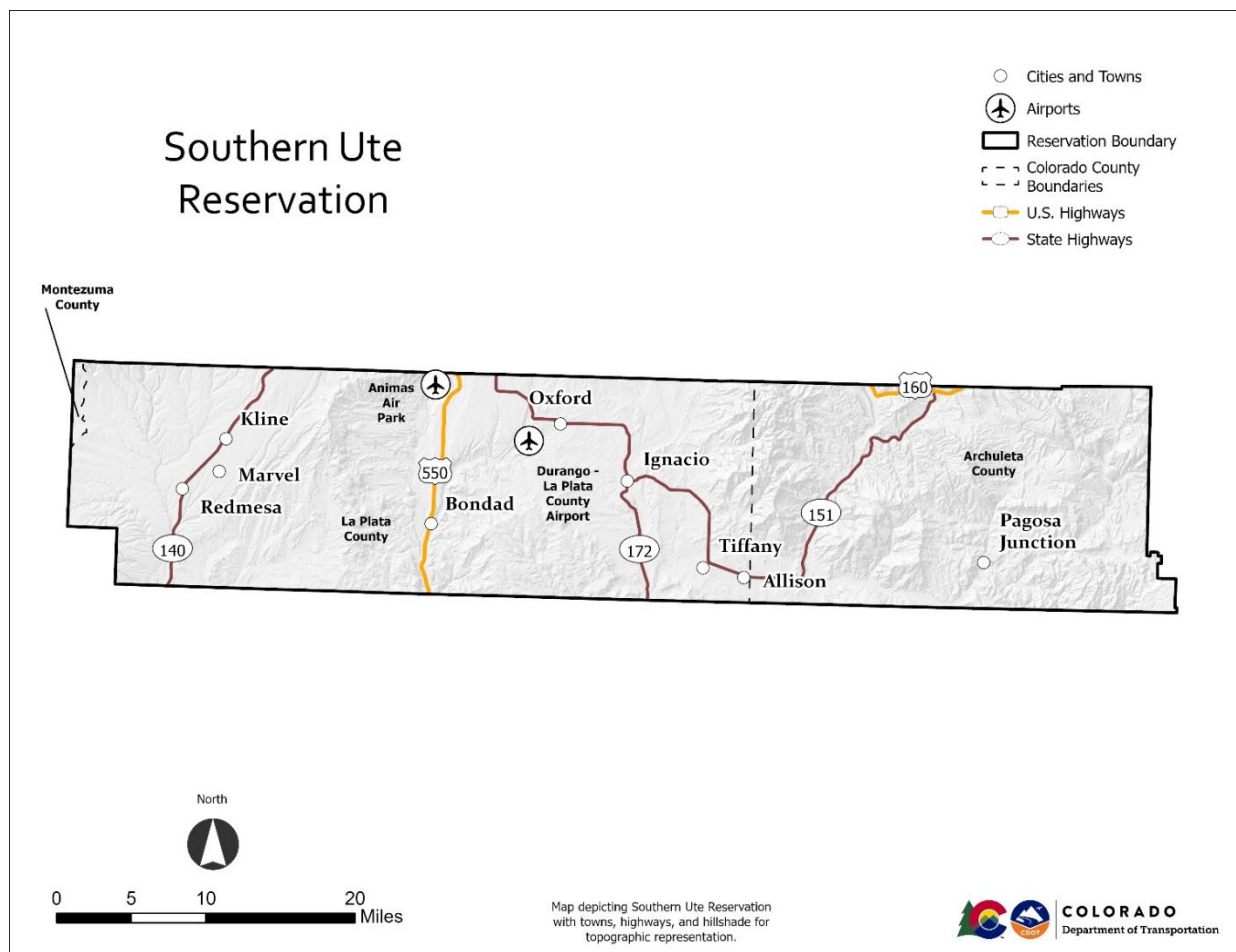 Southern Ute
Reservation
Cities and Towns
Airports
Reservation Boundary
Colorado County
Boundaries
U.S. Highways
State Highways
Montezuma
County
Kline
Marvel
Redmesa
140
Animas
Air
Park
550
Bondad
La Plata
County
Oxford
Durango -
La Plata
County
Airport
Ignacio
172
Tiffany
Allison
160
151
Archuleta
County
Pagosa
Junction
North
0 5 10 20
Miles
Map depicting Southern Ute Reservation
with towns, highways, and hillshade for
topographic representation.
CDOT
COLORADO
Department of Transportation